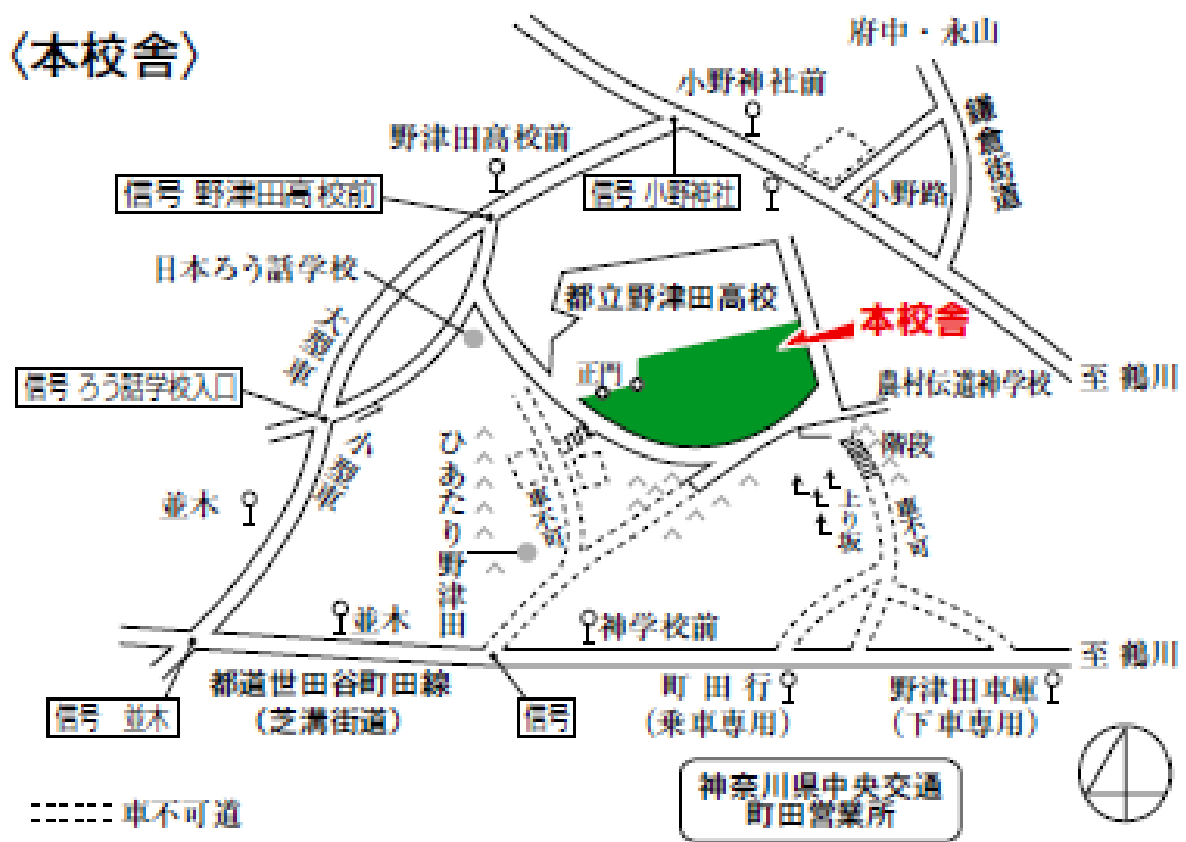 〈本校舎〉
府中・永山
小野神社前
鎌倉街道
野津田高校前
信号 野津田高校前
信号 小野神社
小野路
日本ろう話学校
都立野津田高校
本校舎
正門
信号 ろう話学校入口
農村伝道神学校
至 鶴川
階段
ひあたり野津田
車不可
上り坂
車不可
並木
並木
神学校前
至 鶴川
都道世田谷町田線
(芝溝街道)
信号 並木
信号
町田行
(乗車専用)
野津田車庫
(下車専用)
神奈川県中央交通
町田営業所
車不可道